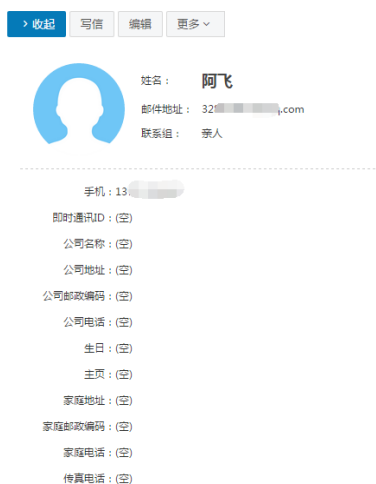 收起 写信 编辑 更多
姓名： 阿飞
邮件地址： 32 .com
联系组： 亲人
手机：13
即时通讯ID：(空)
公司名称：(空)
公司地址：(空)
公司邮政编码：(空)
公司电话：(空)
生日：(空)
主页：(空)
家庭地址：(空)
家庭邮政编码：(空)
家庭电话：(空)
传真电话：(空)